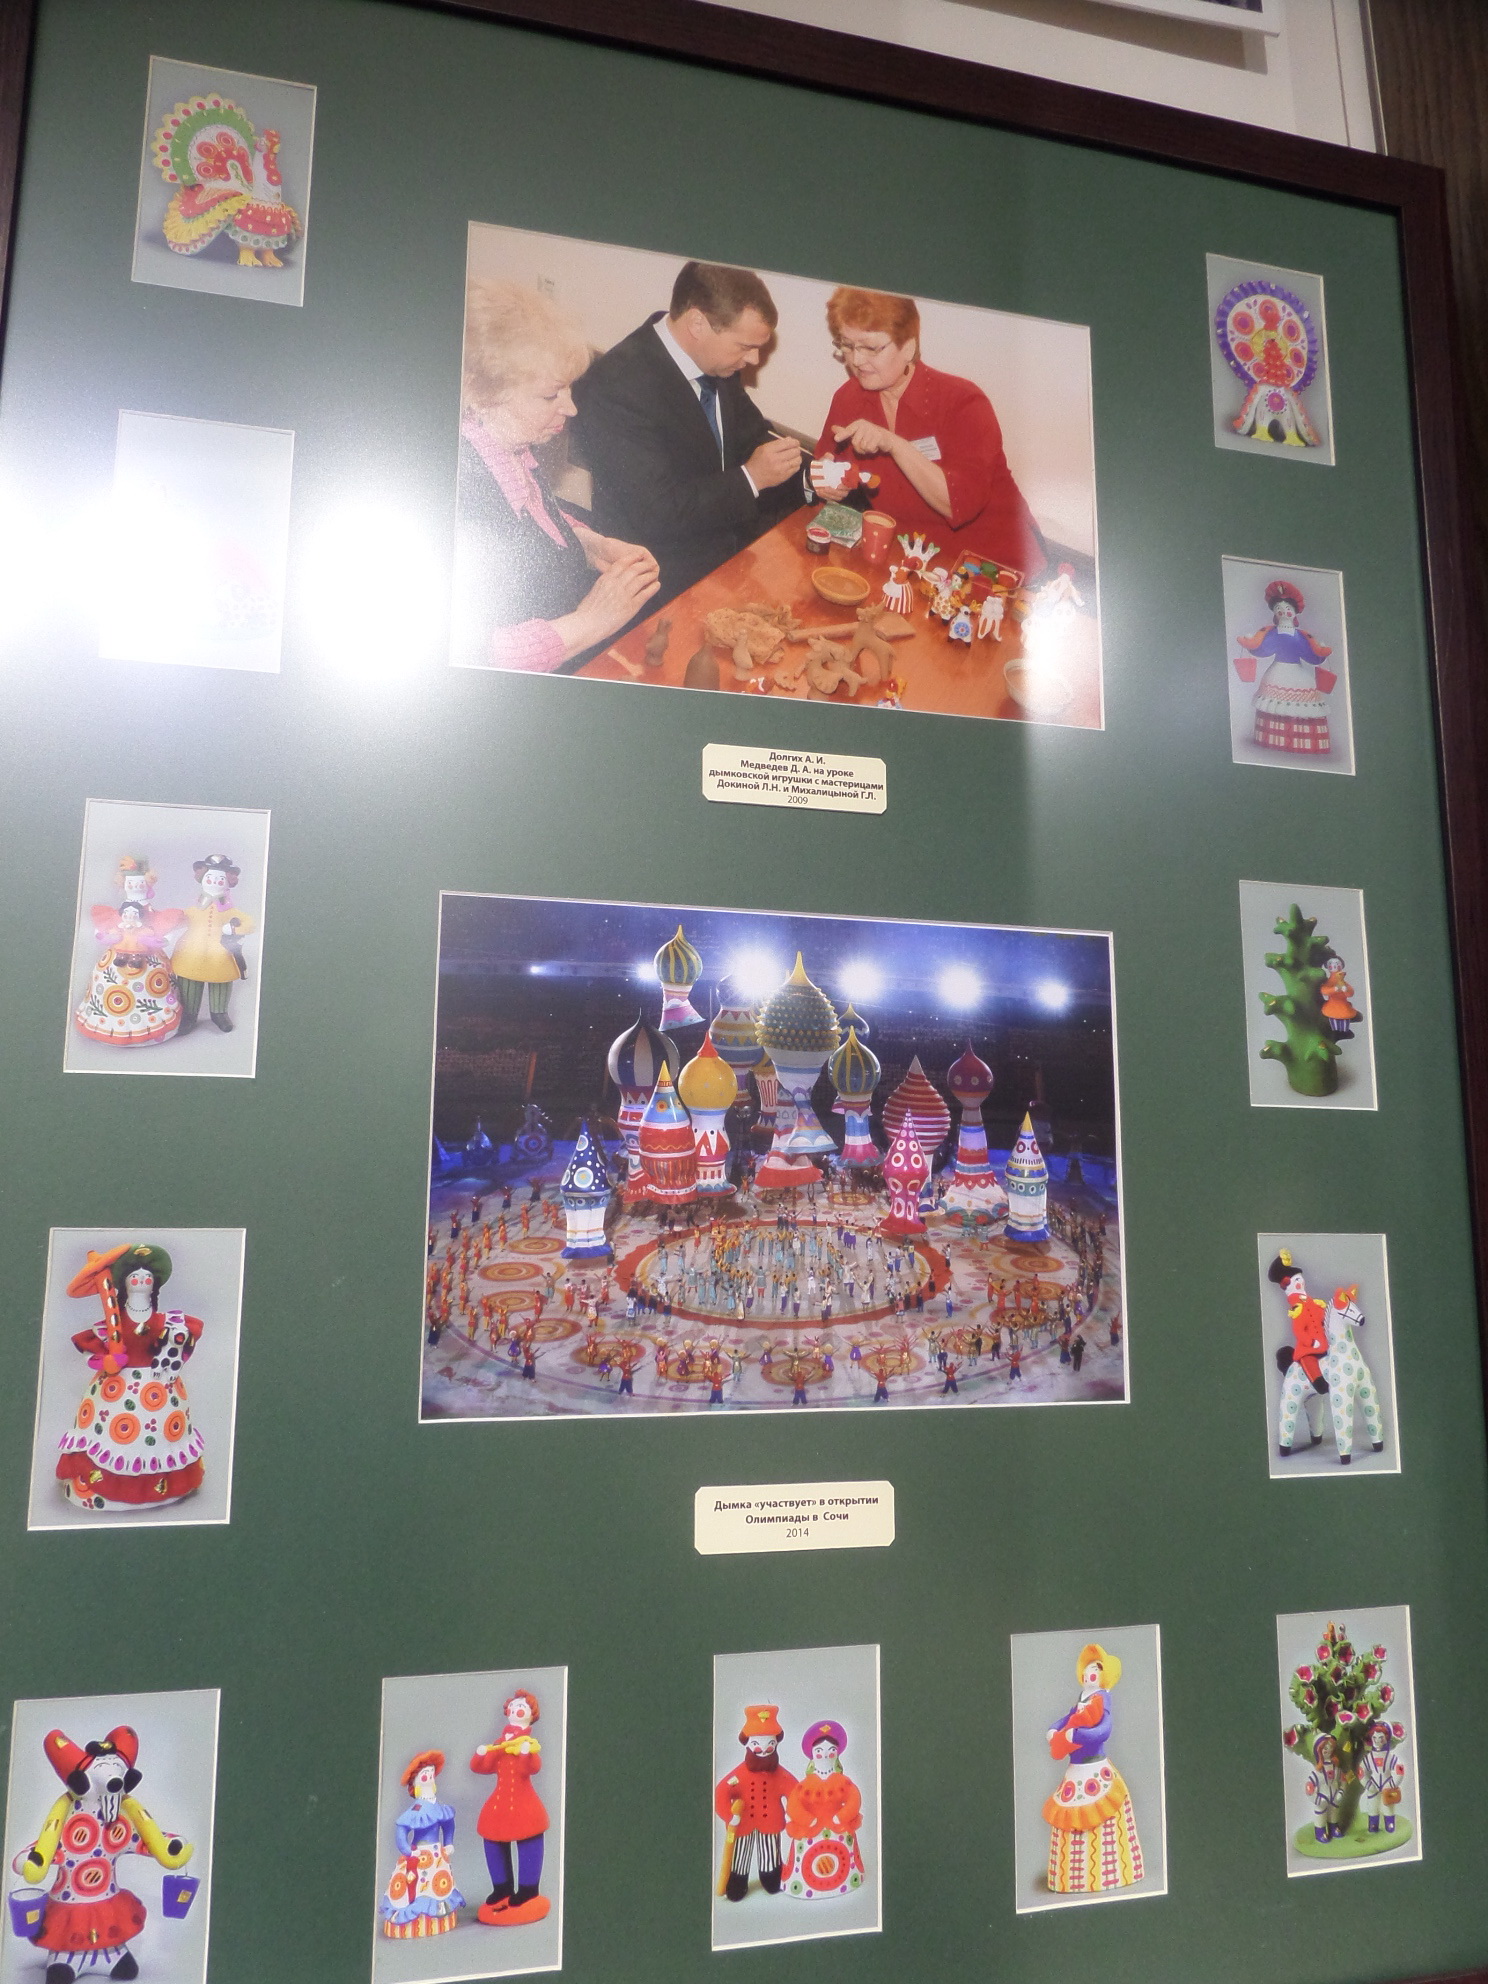 Долгих А. И.
Медведев Д. А. на уроке
дымковской игрушки с мастерицами
Докиной Л.Н. и Михалицыной Г.Л.
2009
Дымка «участвует» в открытии
Олимпиады в Сочи
2014